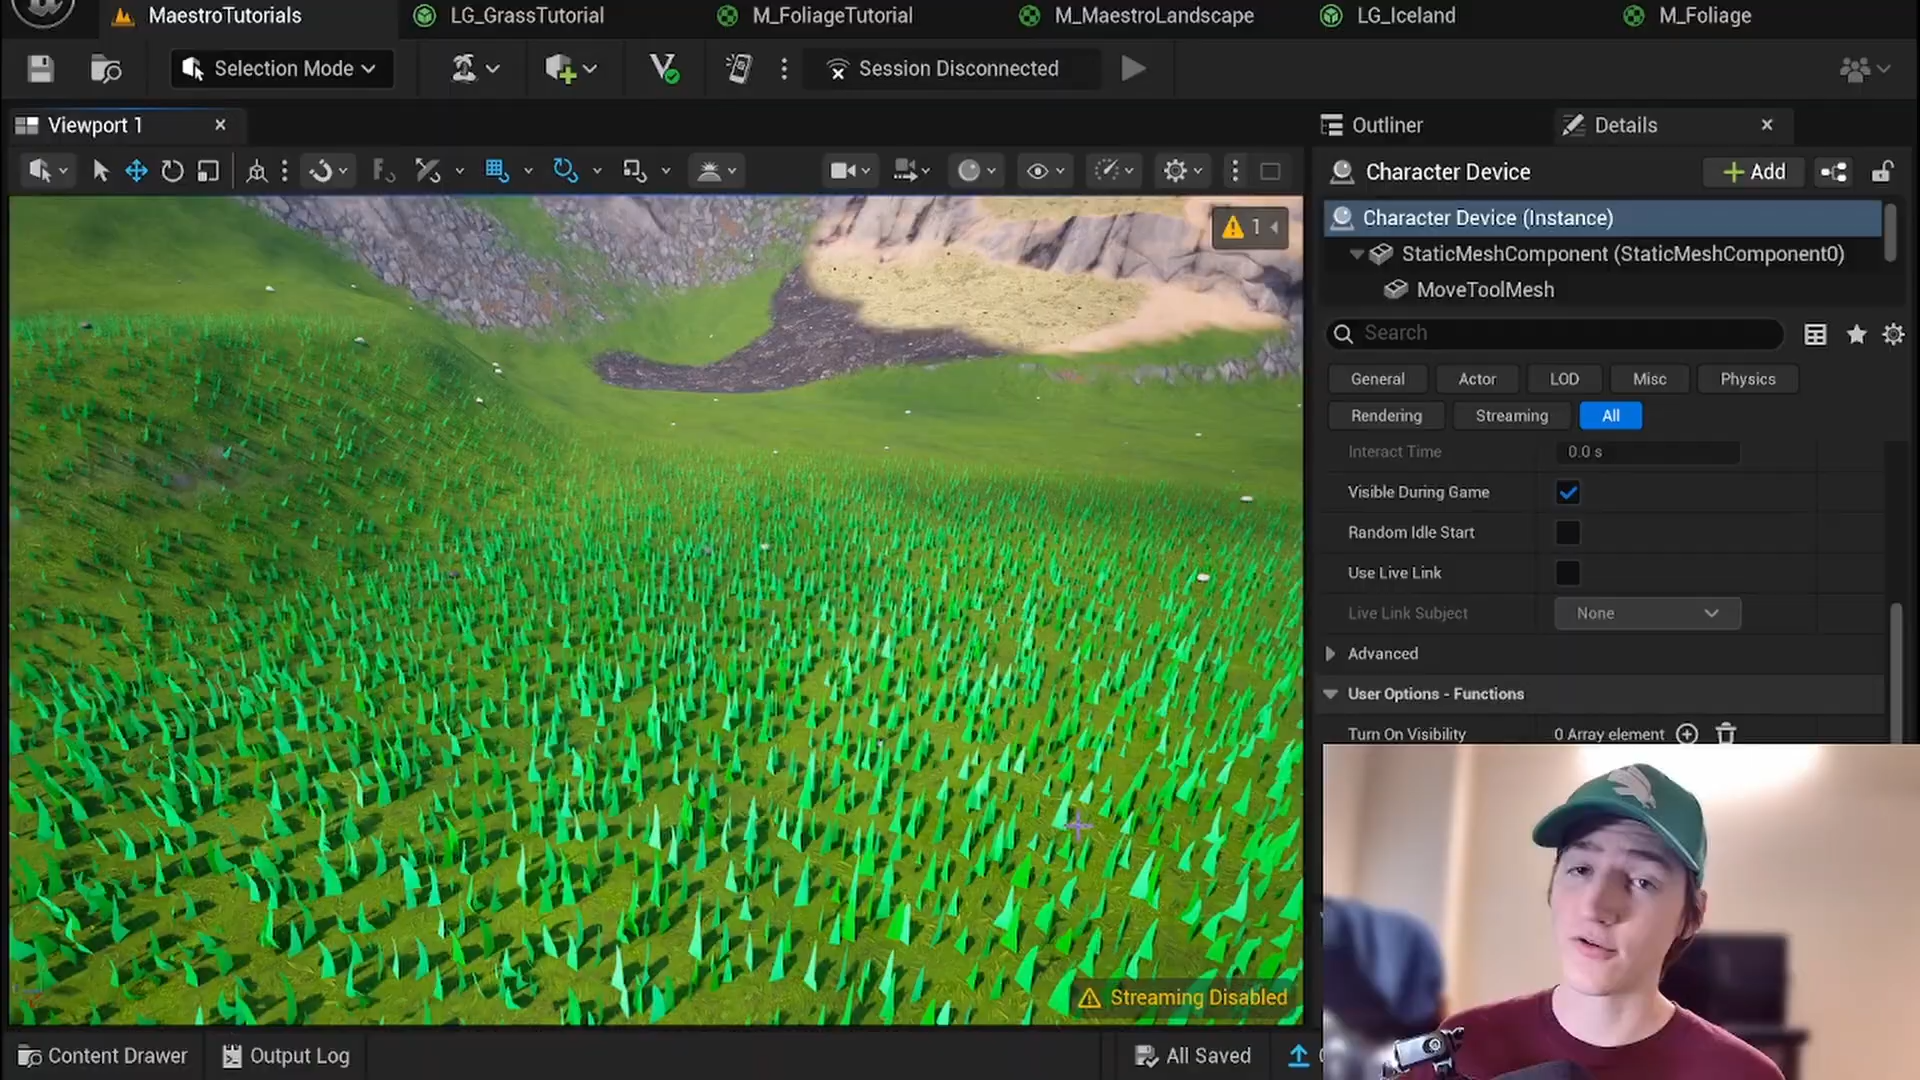 MaestroTutorials
LG_GrassTutorial
M_FoliageTutorial
M_MaestroLandscape
LG_Iceland
M_Foliage
Selection Mode
Session Disconnected
Viewport 1
Outliner
Details
Character Device
Add
1
Character Device (Instance)
StaticMeshComponent (StaticMeshComponent0)
MoveToolMesh
Search
General
Actor
LOD
Misc
Physics
Rendering
Streaming
All
Interact Time
0.0 s
Visible During Game
Random Idle Start
Use Live Link
Live Link Subject
None
Advanced
User Options - Functions
Turn On Visibility
0 Array element
Streaming Disabled
Content Drawer
Output Log
All Saved